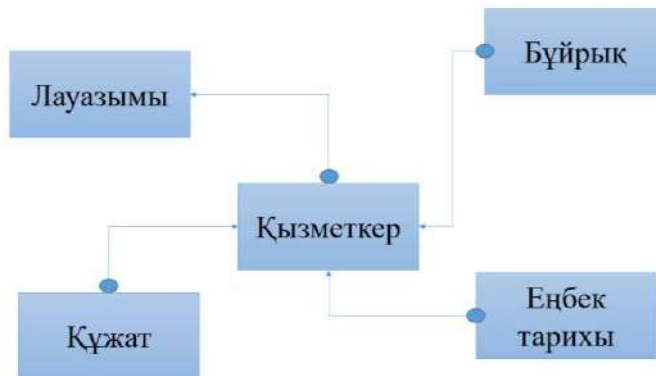 Бұйрық
Лауазымы
Қызметкер
Құжат
Еңбек
тарихы